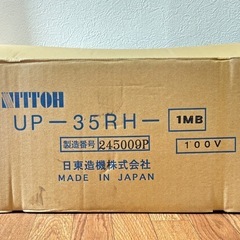 NITTOH
UP-35RH- 1MB
製造番号 245009P 100V
日東造機株式会社
MADE IN JAPAN